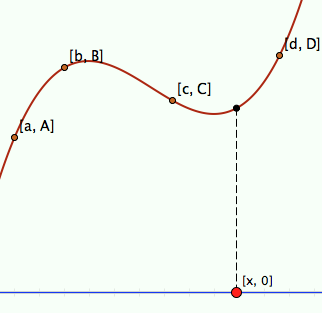 [d, D]
[b, B]
[c, C]
[a, A]
[x, 0]